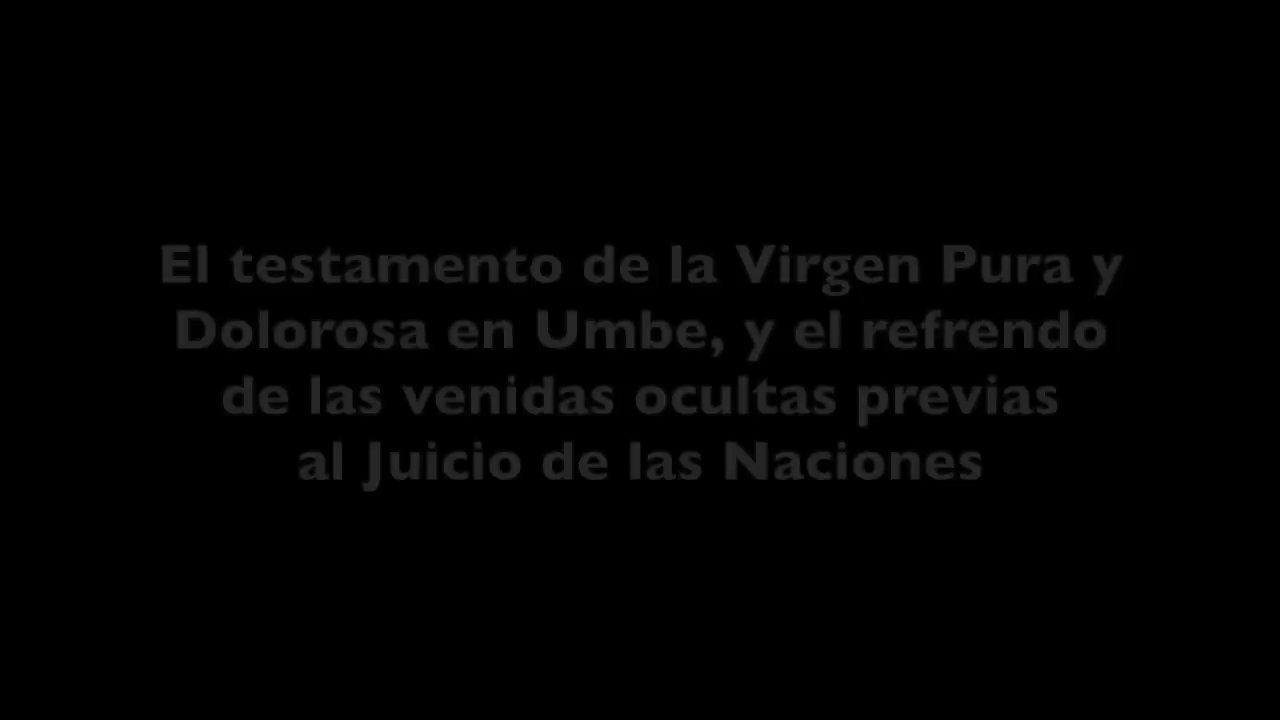 El testamento de la Virgen Pura y
Dolorosa en Umbe, y el refrendo
de las venidas ocultas previas
al Juicio de las Naciones